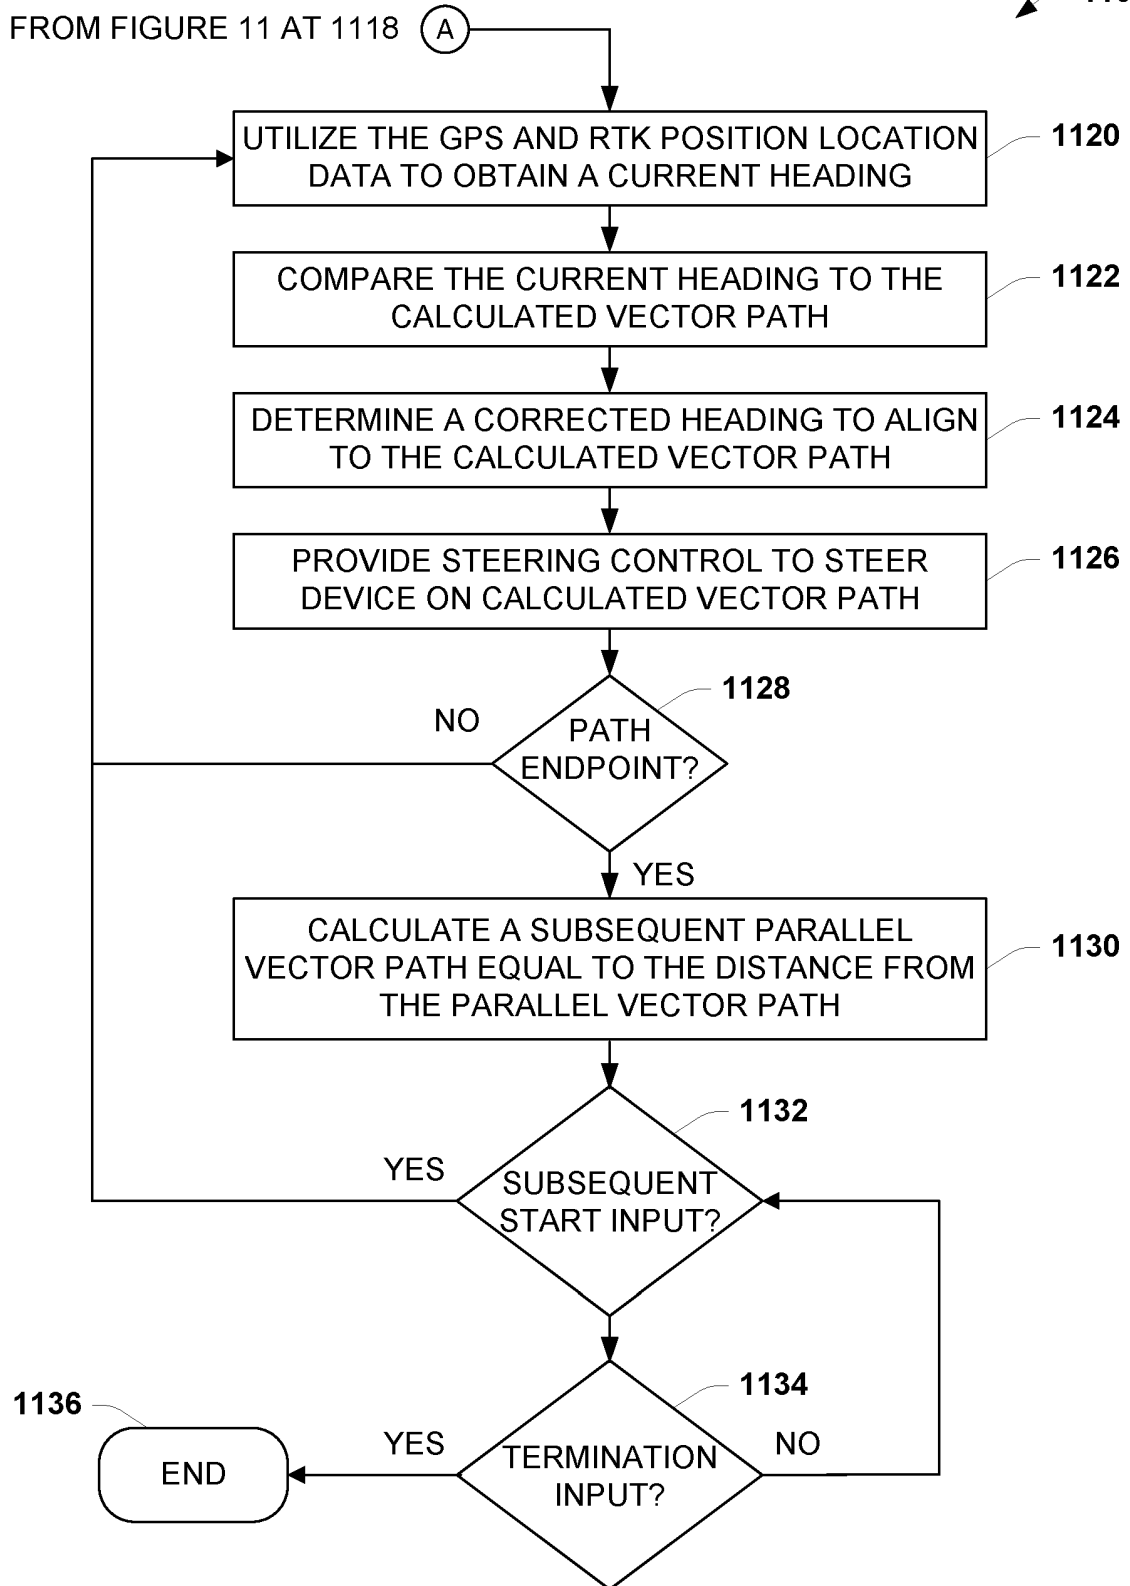 FROM FIGURE 11 AT 1118 A
UTILIZE THE GPS AND RTK POSITION LOCATION
DATA TO OBTAIN A CURRENT HEADING
1120
COMPARE THE CURRENT HEADING TO THE
CALCULATED VECTOR PATH
1122
DETERMINE A CORRECTED HEADING TO ALIGN
TO THE CALCULATED VECTOR PATH
1124
PROVIDE STEERING CONTROL TO STEER
DEVICE ON CALCULATED VECTOR PATH
1126
1128
NO
PATH
ENDPOINT?
YES
CALCULATE A SUBSEQUENT PARALLEL
VECTOR PATH EQUAL TO THE DISTANCE FROM
THE PARALLEL VECTOR PATH
1130
1132
YES
SUBSEQUENT
START INPUT?
1134
1136
YES
TERMINATION
INPUT?
NO
END